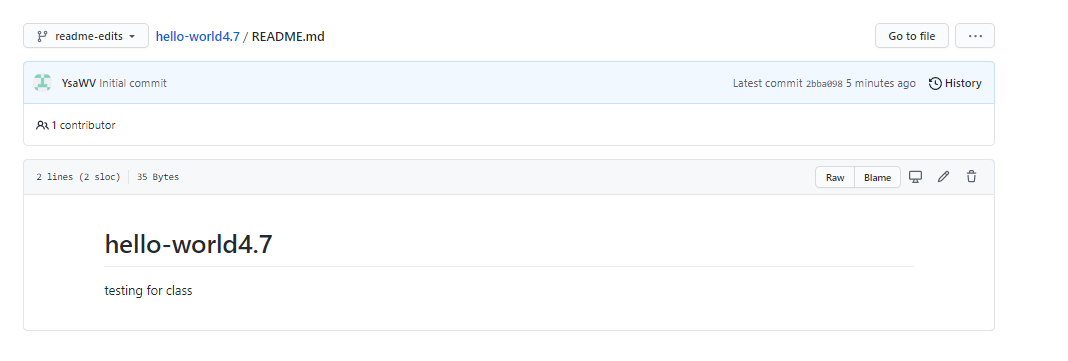 readme-edits hello-world4.7 / README.md Go to file ...
YsaWV Initial commit Latest commit 2bba098 5 minutes ago History
1 contributor
2 lines (2 sloc) 35 Bytes Raw Blame
hello-world4.7
testing for class